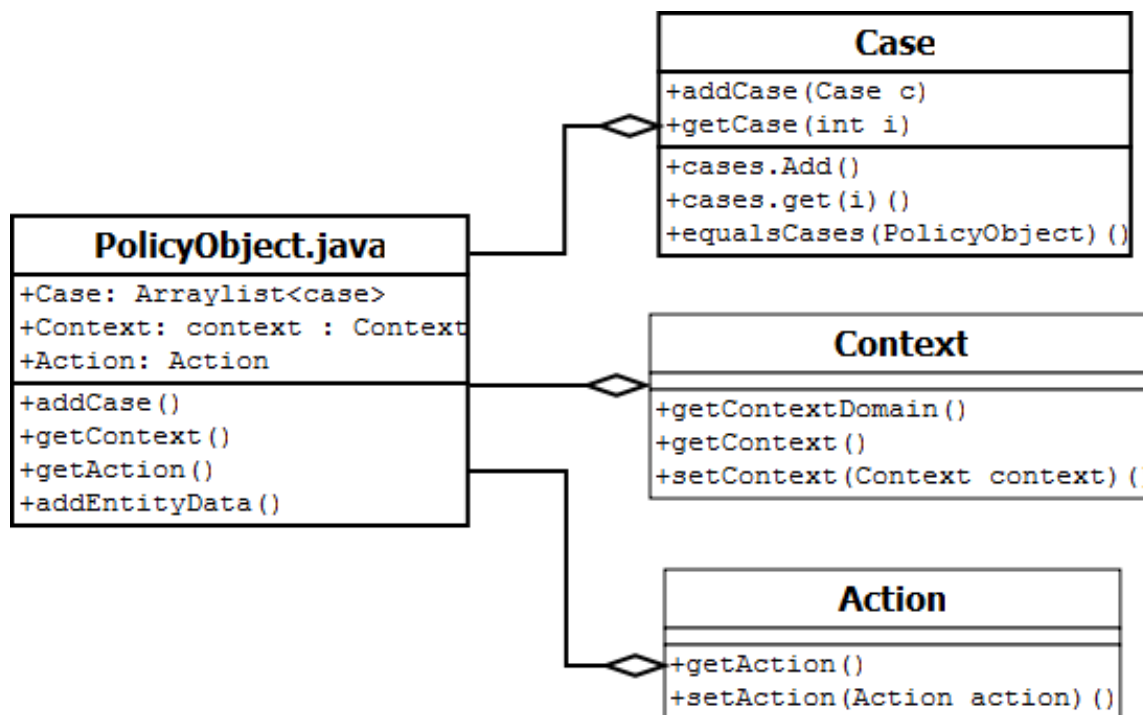 Case
+addCase(Case c)
+getCase(int i)
+cases.Add()
+cases.get(i)()
+equalsCases(PolicyObject)()
PolicyObject.java
+Case: Arraylist<case>
+Context: context : Context
+Action: Action
+addCase()
+getContext()
+getAction()
+addEntityData()
Context
+getContextDomain()
+getContext()
+setContext(Context context)()
Action
+getAction()
+setAction(Action action)()